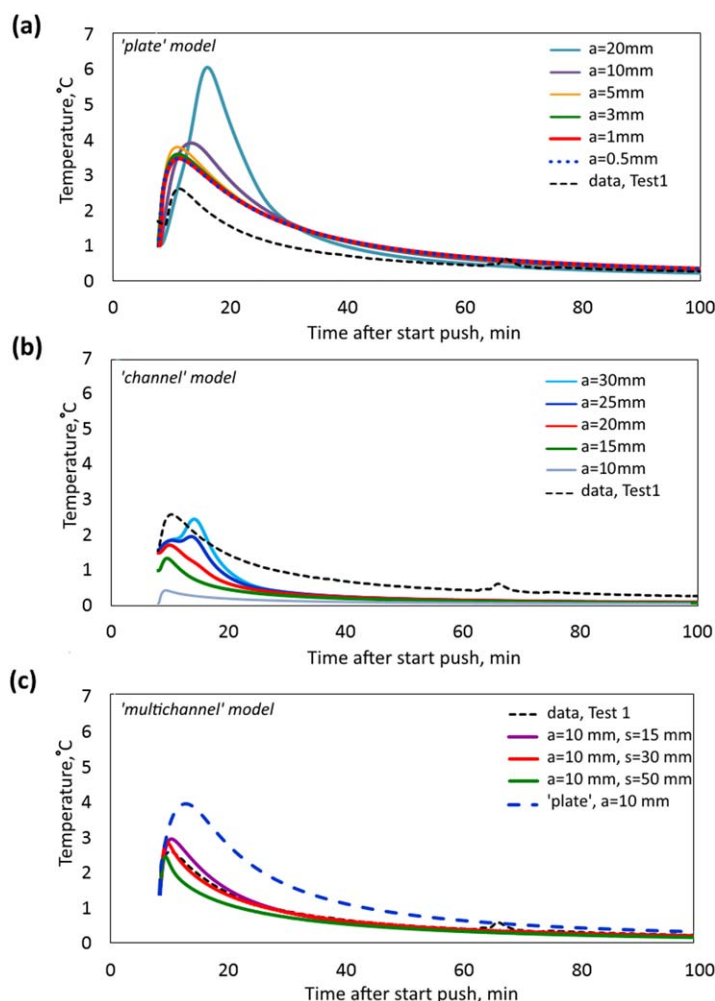 (a)
'plate' model
7
6
5
4
3
2
1
0
Temperature,°C
a=20mm
a=10mm
a=5mm
a=3mm
a=1mm
a=0.5mm
data, Test1
0 20 40 60 80 100
Time after start push, min
(b)
'channel' model
7
6
5
4
3
2
1
0
Temperature,°C
a=30mm
a=25mm
a=20mm
a=15mm
a=10mm
data, Test1
0 20 40 60 80 100
Time after start push, min
(c)
'multichannel' model
7
6
5
4
3
2
1
0
Temperature,°C
data, Test 1
a=10 mm, s=15 mm
a=10 mm, s=30 mm
a=10 mm, s=50 mm
'plate', a=10 mm
0 20 40 60 80 100
Time after start push, min